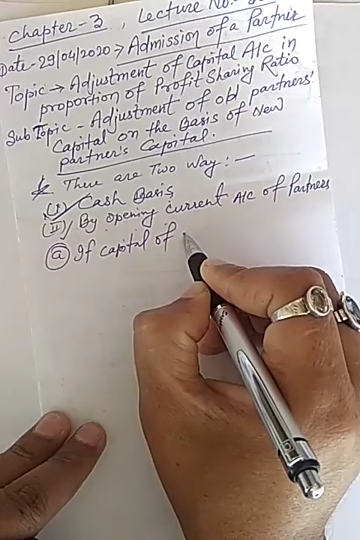 Chapter-3, Lecture No.
Date-29/04/2020 → Admission of a Partner
Topic → Adjustment of Capital A/c in
proportion of Profit Sharing Ratio
Sub Topic - Adjustment of old partners'
Capital on the Basis of New
partner's Capital.
* There are Two Way :—
(I) Cash Basis
(II) By opening current A/c of Partners
(a) If capital of